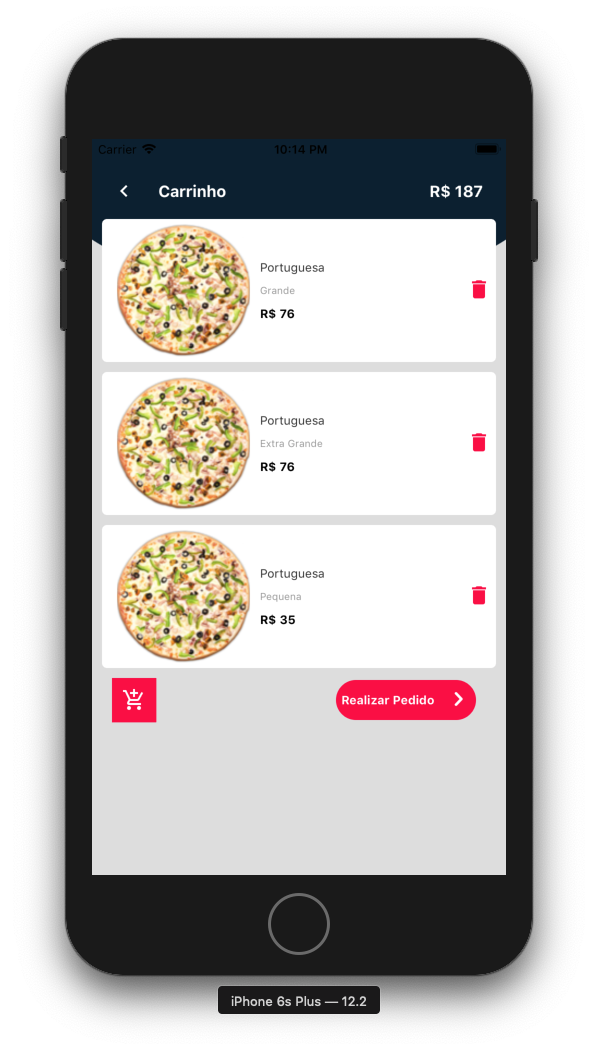 Carrier 10:14 PM
Carrinho R$ 187
Portuguesa
Grande
R$ 76
Portuguesa
Extra Grande
R$ 76
Portuguesa
Pequena
R$ 35
Realizar Pedido
iPhone 6s Plus — 12.2